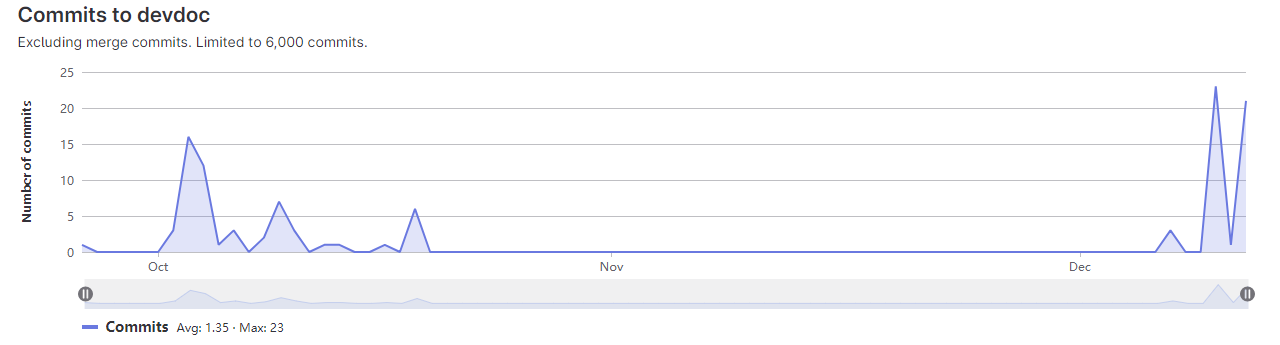 Commits to devdoc
Excluding merge commits. Limited to 6,000 commits.
25
20
15
10
5
0
Number of commits
Oct Nov Dec
Commits Avg: 1.35 · Max: 23